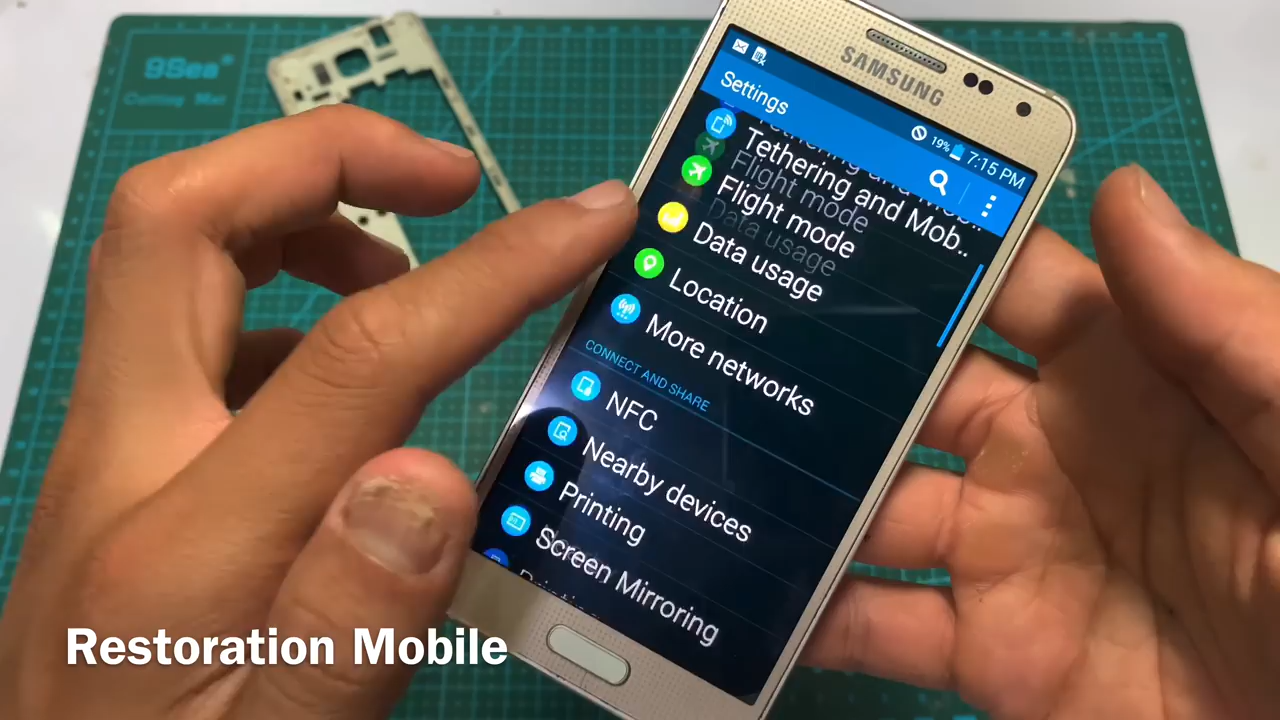 9Sea
Cutting Mat
SAMSUNG
19% 7:15 PM
Settings
Tethering and Mob..
Flight mode
Flight mode
Data usage
Data usage
Location
More networks
CONNECT AND SHARE
NFC
Nearby devices
Printing
Screen Mirroring
Restoration Mobile